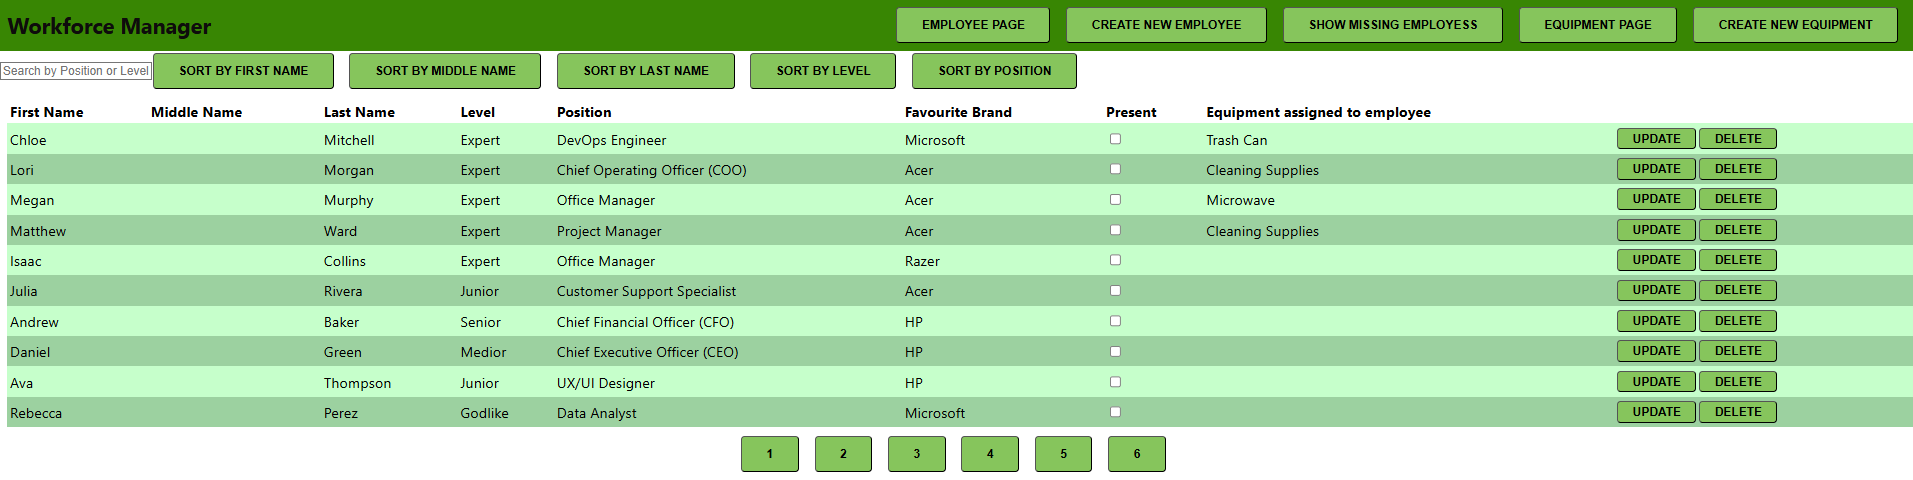 Workforce Manager EMPLOYEE PAGE CREATE NEW EMPLOYEE SHOW MISSING EMPLOYESS EQUIPMENT PAGE CREATE NEW EQUIPMENT
Search by Position or Level SORT BY FIRST NAME SORT BY MIDDLE NAME SORT BY LAST NAME SORT BY LEVEL SORT BY POSITION
First Name Middle Name Last Name Level Position Favourite Brand Present Equipment assigned to employee
Chloe Mitchell Expert DevOps Engineer Microsoft Trash Can UPDATE DELETE
Lori Morgan Expert Chief Operating Officer (COO) Acer Cleaning Supplies UPDATE DELETE
Megan Murphy Expert Office Manager Acer Microwave UPDATE DELETE
Matthew Ward Expert Project Manager Acer Cleaning Supplies UPDATE DELETE
Isaac Collins Expert Office Manager Razer UPDATE DELETE
Julia Rivera Junior Customer Support Specialist Acer UPDATE DELETE
Andrew Baker Senior Chief Financial Officer (CFO) HP UPDATE DELETE
Daniel Green Medior Chief Executive Officer (CEO) HP UPDATE DELETE
Ava Thompson Junior UX/UI Designer HP UPDATE DELETE
Rebecca Perez Godlike Data Analyst Microsoft UPDATE DELETE
1 2 3 4 5 6